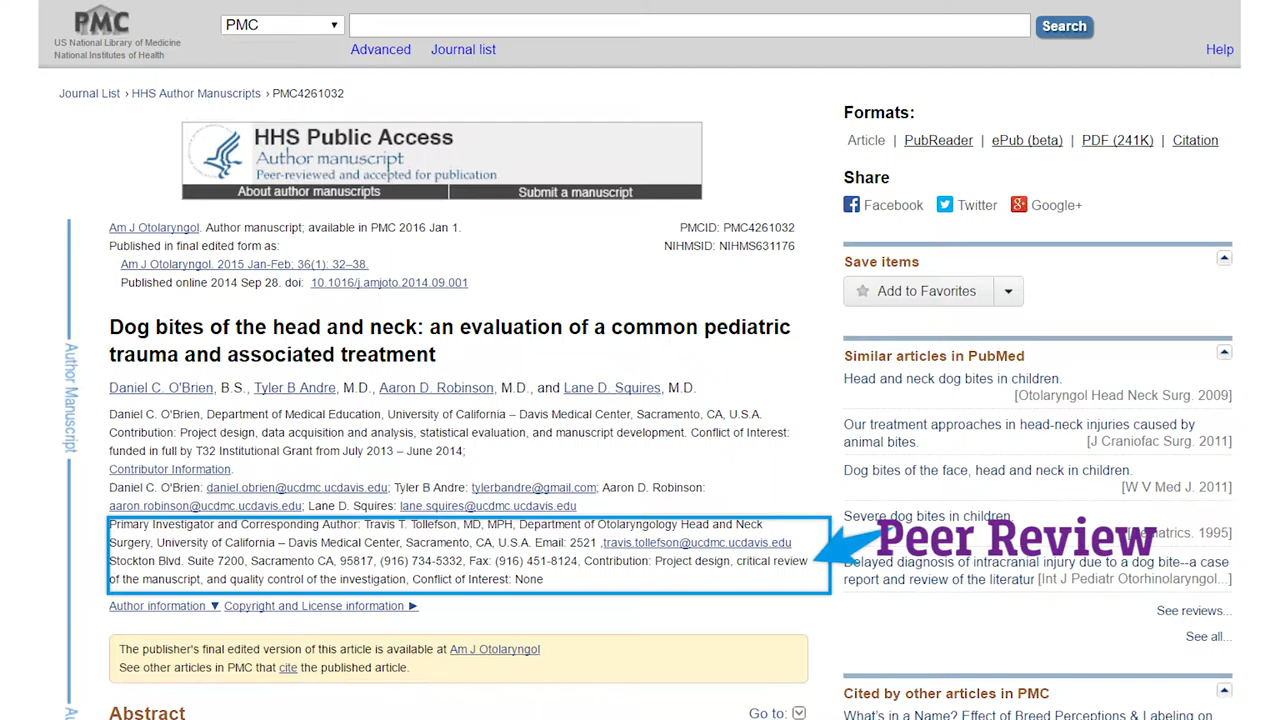 PMC
US National Library of Medicine
National Institutes of Health
PMC
Search
Advanced Journal list
Help
Journal List › HHS Author Manuscripts › PMC4261032
HHS Public Access
Author manuscript
Peer-reviewed and accepted for publication
About author manuscripts Submit a manuscript
Am J Otolaryngol. Author manuscript; available in PMC 2016 Jan 1.
Published in final edited form as:
Am J Otolaryngol. 2015 Jan-Feb; 36(1): 32–38.
Published online 2014 Sep 28. doi: 10.1016/j.amjoto.2014.09.001
PMCID: PMC4261032
NIHMSID: NIHMS631176
Dog bites of the head and neck: an evaluation of a common pediatric
trauma and associated treatment
Daniel C. O'Brien, B.S., Tyler B Andre, M.D., Aaron D. Robinson, M.D., and Lane D. Squires, M.D.
Daniel C. O'Brien, Department of Medical Education, University of California – Davis Medical Center, Sacramento, CA, U.S.A.
Contribution: Project design, data acquisition and analysis, statistical evaluation, and manuscript development. Conflict of Interest:
funded in full by T32 Institutional Grant from July 2013 – June 2014;
Contributor Information.
Daniel C. O'Brien: daniel.obrien@ucdmc.ucdavis.edu; Tyler B Andre: tylerbandre@gmail.com; Aaron D. Robinson:
aaron.robinson@ucdmc.ucdavis.edu; Lane D. Squires: lane.squires@ucdmc.ucdavis.edu
Primary Investigator and Corresponding Author: Travis T. Tollefson, MD, MPH, Department of Otolaryngology Head and Neck
Surgery, University of California – Davis Medical Center, Sacramento, CA, U.S.A. Email: 2521 ,travis.tollefson@ucdmc.ucdavis.edu
Stockton Blvd. Suite 7200, Sacramento CA, 95817, (916) 734-5332, Fax: (916) 451-8124, Contribution: Project design, critical review
of the manuscript, and quality control of the investigation, Conflict of Interest: None
Author information ▼ Copyright and License information ►
The publisher's final edited version of this article is available at Am J Otolaryngol
See other articles in PMC that cite the published article.
Abstract
Go to:
Author Manuscript
Formats:
Article | PubReader | ePub (beta) | PDF (241K) | Citation
Share
Facebook Twitter Google+
Save items
Add to Favorites
Similar articles in PubMed
Head and neck dog bites in children.
[Otolaryngol Head Neck Surg. 2009]
Our treatment approaches in head-neck injuries caused by
animal bites. [J Craniofac Surg. 2011]
Dog bites of the face, head and neck in children.
[W V Med J. 2011]
Severe dog bites in children.
1995]
Peer Review
Delayed diagnosis of intracranial injury due to a dog bite--a case
report and review of the literatur [Int J Pediatr Otorhinolaryngol...]
See reviews...
See all...
Cited by other articles in PMC
What's in a Name? Effect of Breed Perceptions & Labeling on